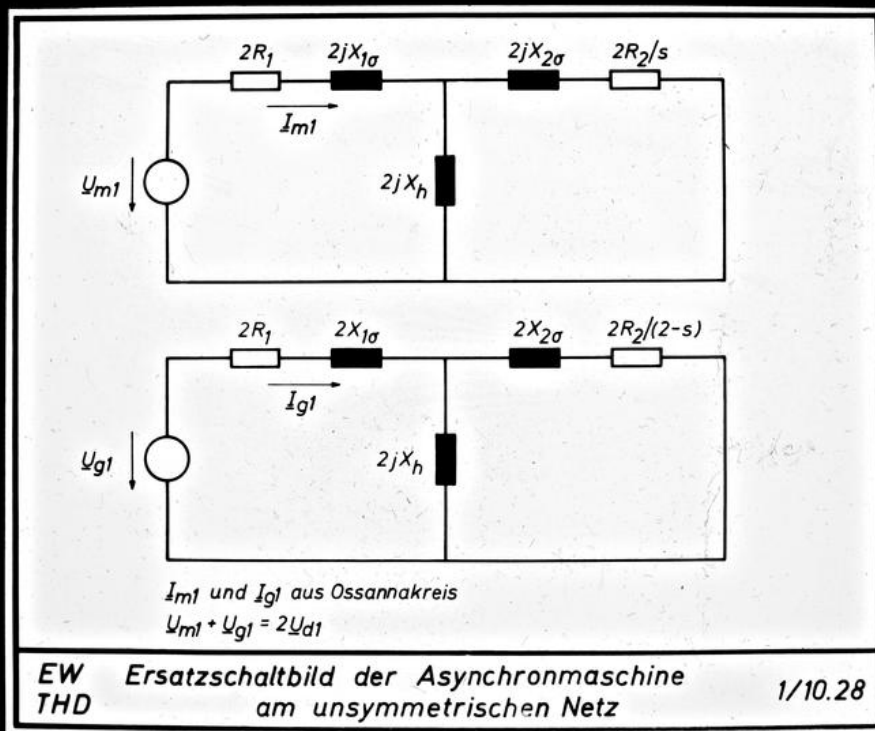 2R1 2jX1σ 2jX2σ 2R2/s
Im1
Um1 2jXh
2R1 2X1σ 2X2σ 2R2/(2-s)
Ig1
Ug1 2jXh
Im1 und Ig1 aus Ossannakreis
Um1 + Ug1 = 2Ud1
EW Ersatzschaltbild der Asynchronmaschine 1/10.28
THD am unsymmetrischen Netz